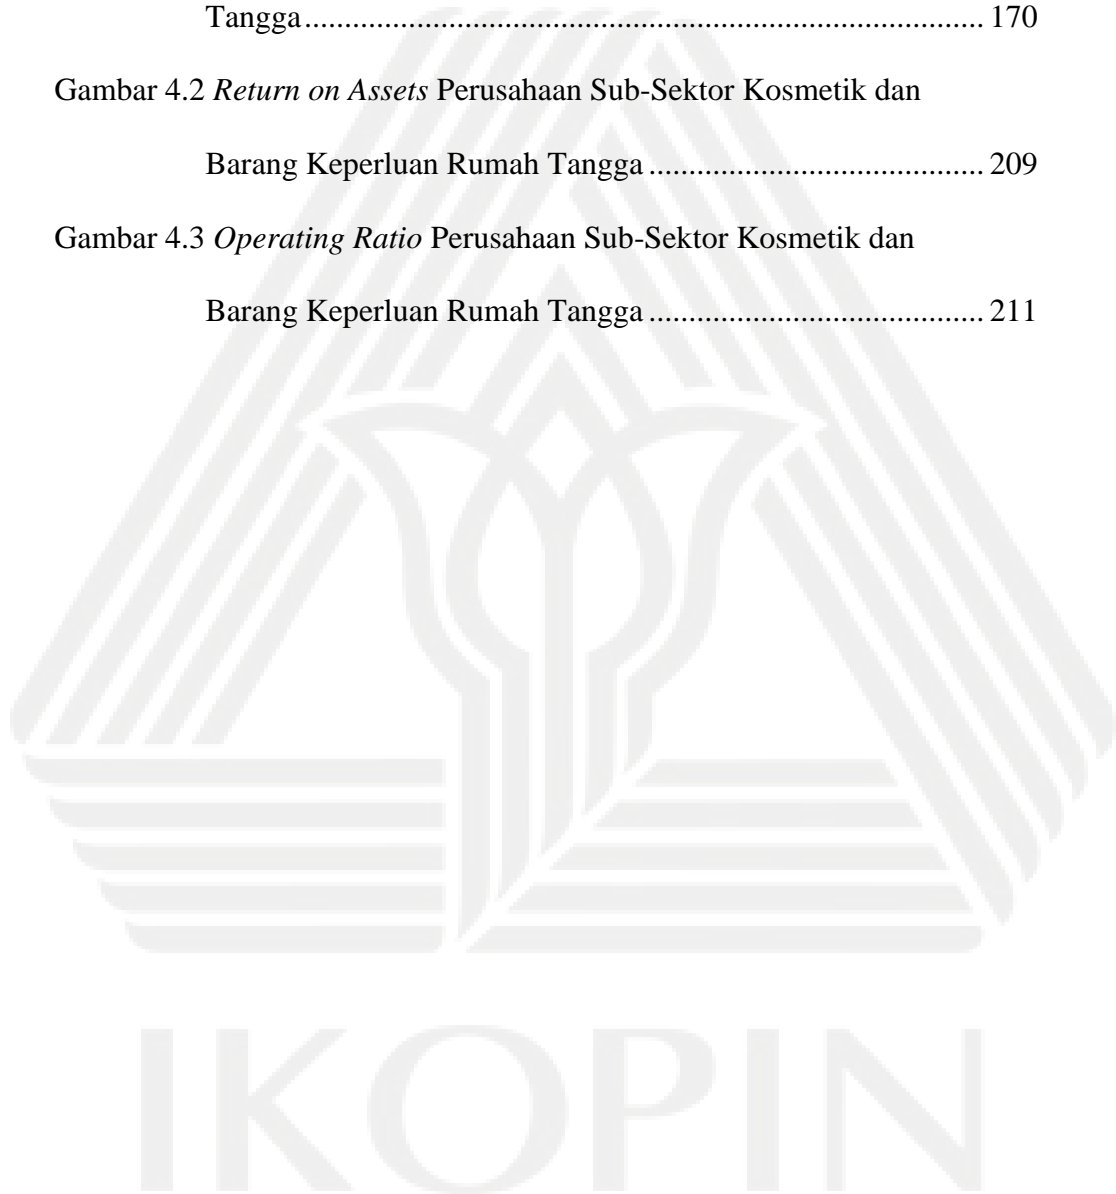 Tangga..................................................................................... 170
Gambar 4.2 Return on Assets Perusahaan Sub-Sektor Kosmetik dan
Barang Keperluan Rumah Tangga .......................................... 209
Gambar 4.3 Operating Ratio Perusahaan Sub-Sektor Kosmetik dan
Barang Keperluan Rumah Tangga .......................................... 211
IKOPIN